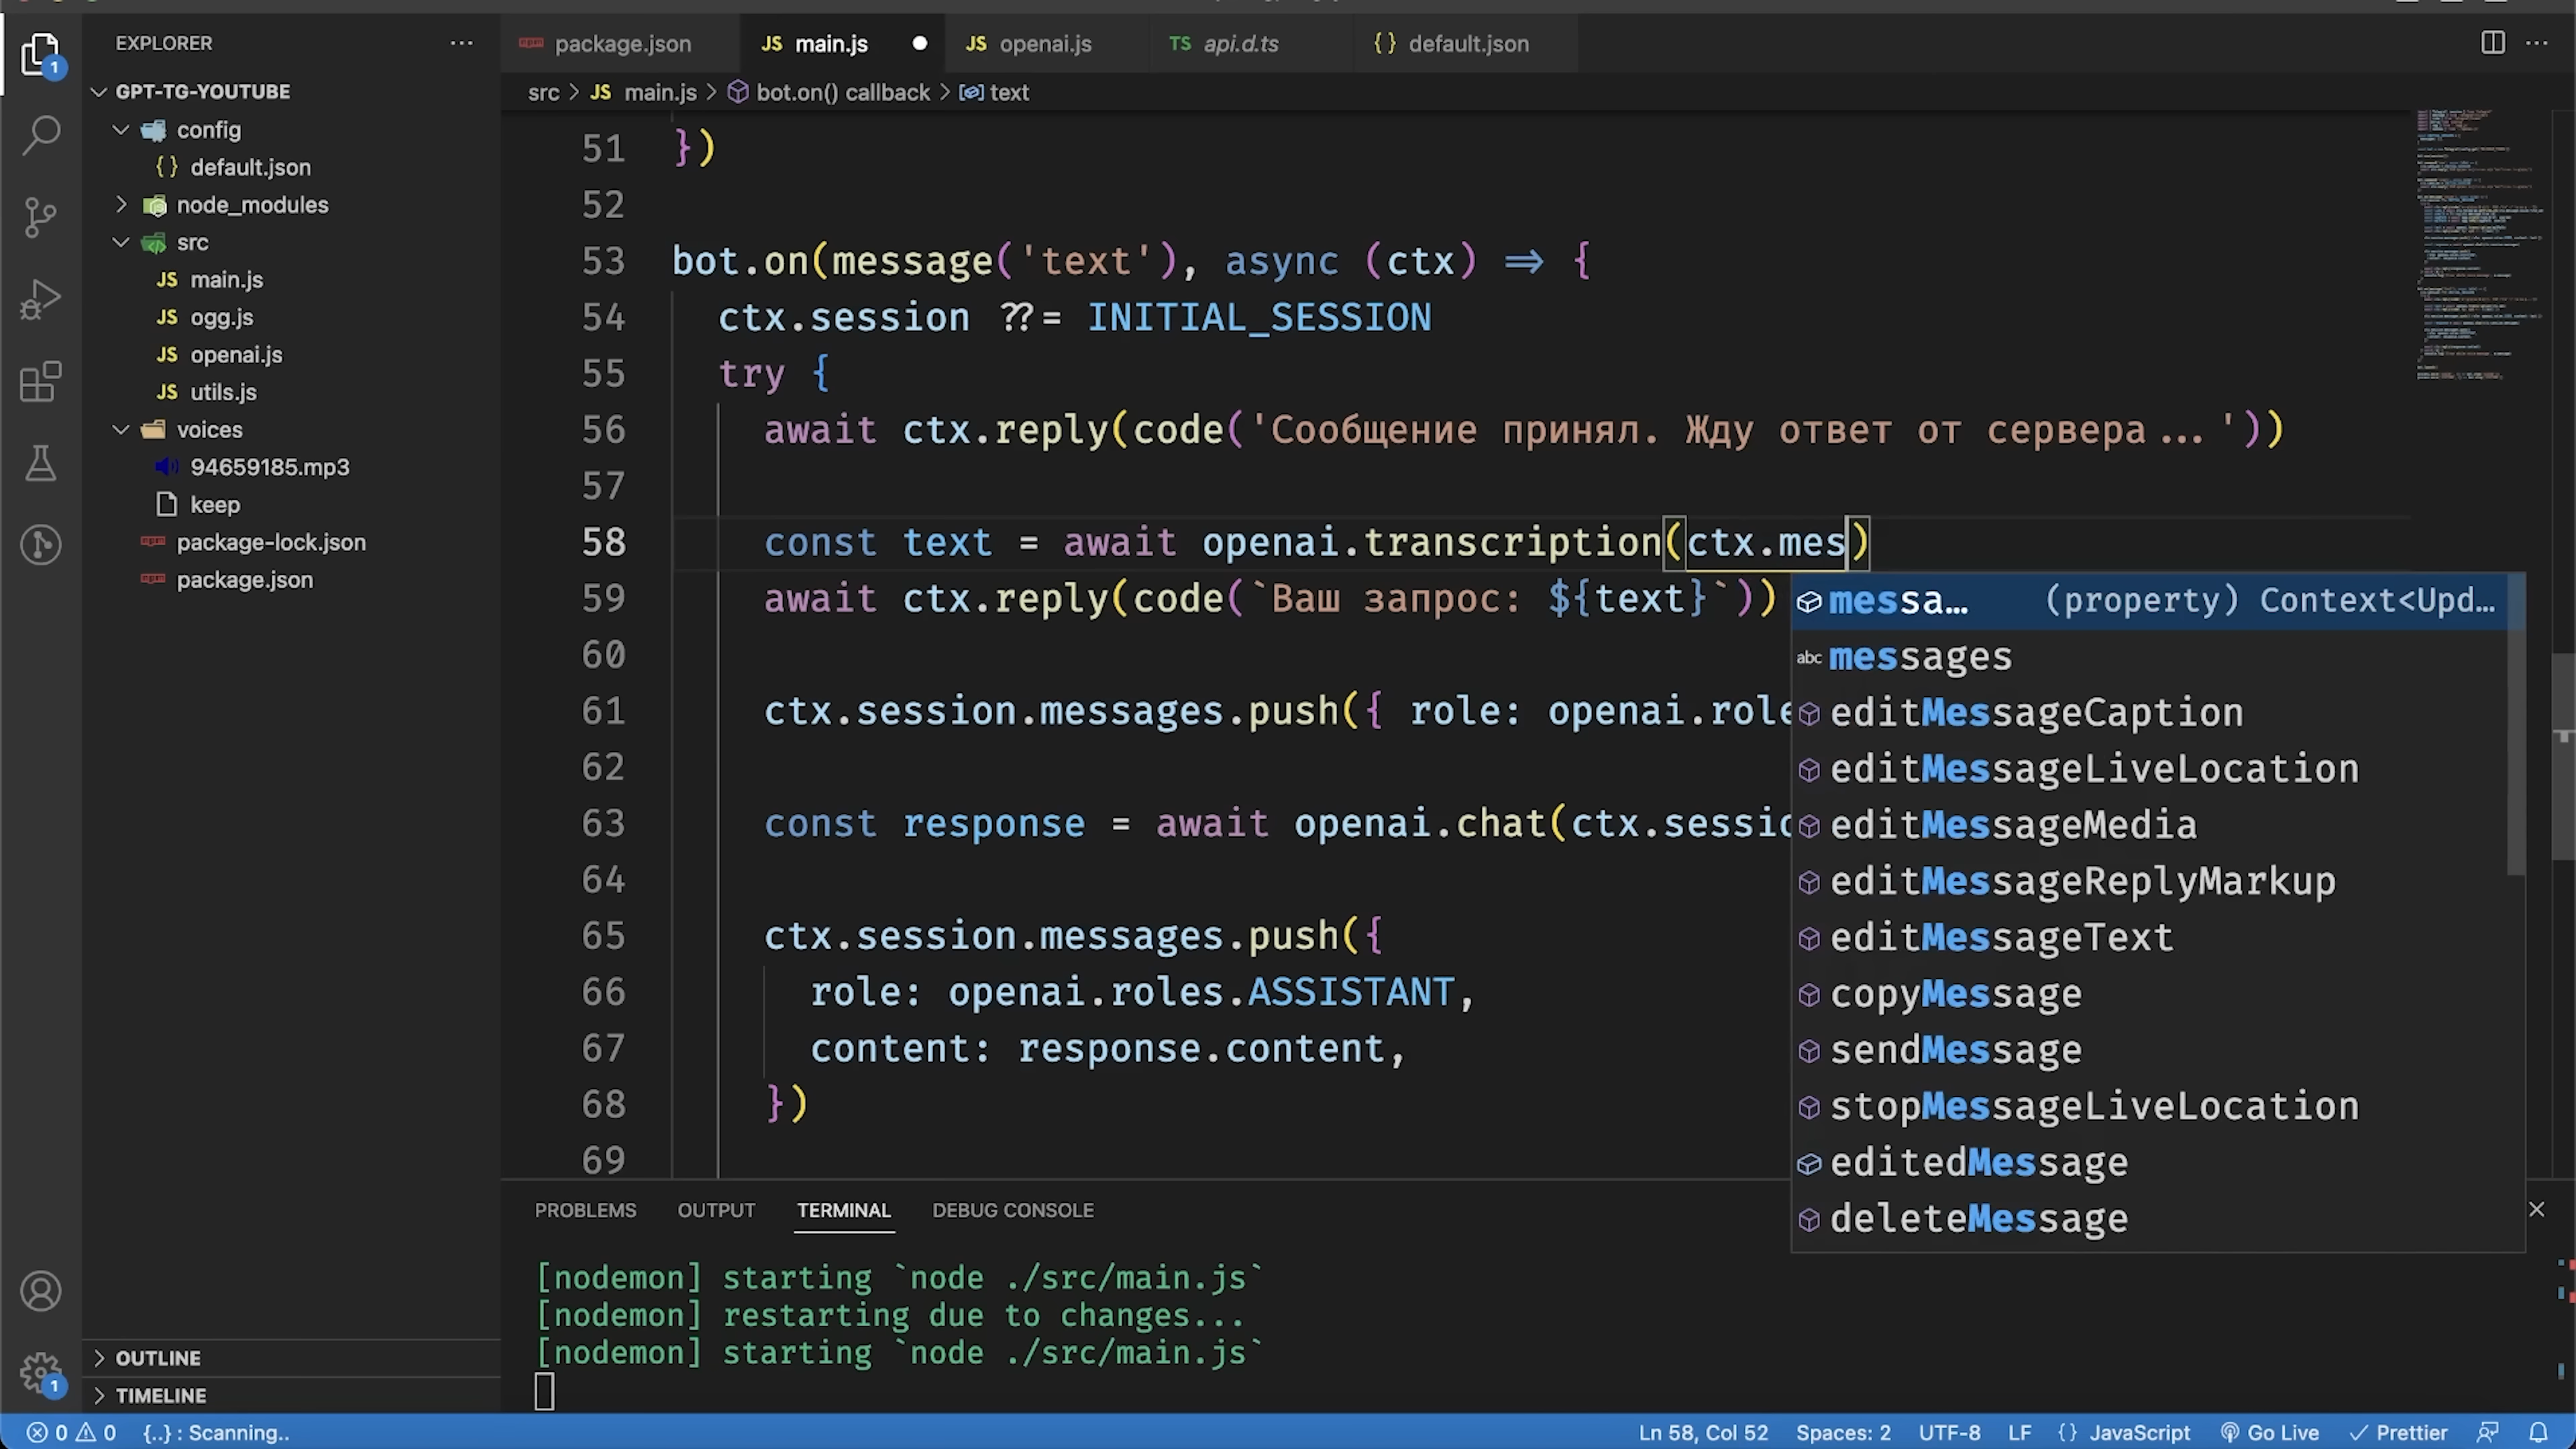 EXPLORER
package.json
JS main.js
JS openai.js
TS api.d.ts
{} default.json
src > JS main.js > bot.on() callback > text
GPT-TG-YOUTUBE
config
{} default.json
node_modules
src
JS main.js
JS ogg.js
JS openai.js
JS utils.js
voices
94659185.mp3
keep
package-lock.json
package.json
OUTLINE
TIMELINE
51 })
52
53 bot.on(message('text'), async (ctx) => {
54 ctx.session ??= INITIAL_SESSION
55 try {
56 await ctx.reply(code('Сообщение принял. Жду ответ от сервера...'))
57
58 const text = await openai.transcription(ctx.mes)
59 await ctx.reply(code(`Ваш запрос: ${text}`))
60
61 ctx.session.messages.push({ role: openai.role
62
63 const response = await openai.chat(ctx.sessio
64
65 ctx.session.messages.push({
66 role: openai.roles.ASSISTANT,
67 content: response.content,
68 })
69
messa… (property) Context<Upd…
abc messages
editMessageCaption
editMessageLiveLocation
editMessageMedia
editMessageReplyMarkup
editMessageText
copyMessage
sendMessage
stopMessageLiveLocation
editedMessage
deleteMessage
PROBLEMS OUTPUT TERMINAL DEBUG CONSOLE
[nodemon] starting `node ./src/main.js`
[nodemon] restarting due to changes...
[nodemon] starting `node ./src/main.js`
0 0 {..} : Scanning.. Ln 58, Col 52 Spaces: 2 UTF-8 LF {} JavaScript Go Live Prettier